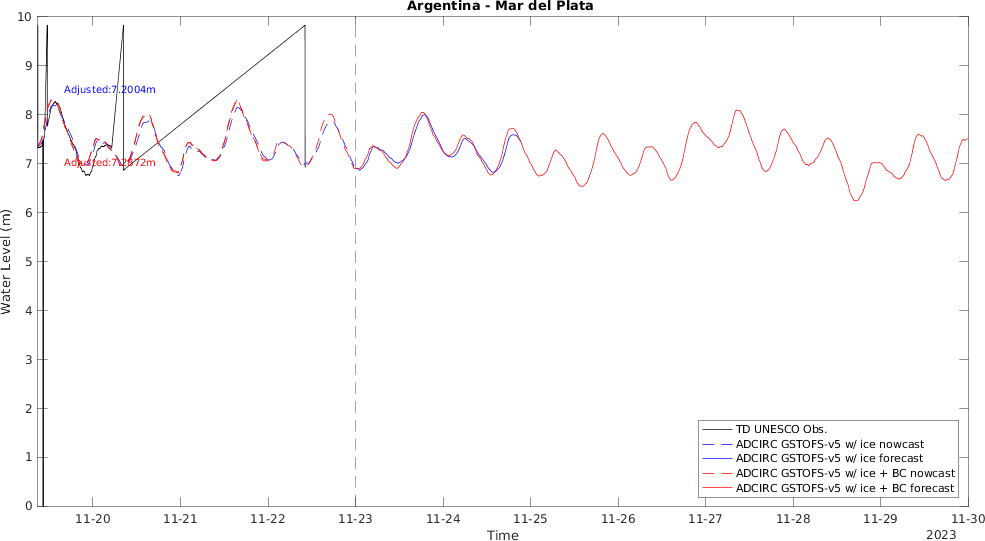 Argentina - Mar del Plata
10
9
8
7
6
5
4
3
2
1
0
Water Level (m)
Adjusted:7.2004m
TD UNESCO Obs.
ADCIRC GSTOFS-v5 w/ ice nowcast
ADCIRC GSTOFS-v5 w/ ice forecast
ADCIRC GSTOFS-v5 w/ ice + BC nowcast
ADCIRC GSTOFS-v5 w/ ice + BC forecast
11-20
11-21
11-22
11-23
11-24
11-25
11-26
11-27
11-28
11-29
11-30
Time
2023